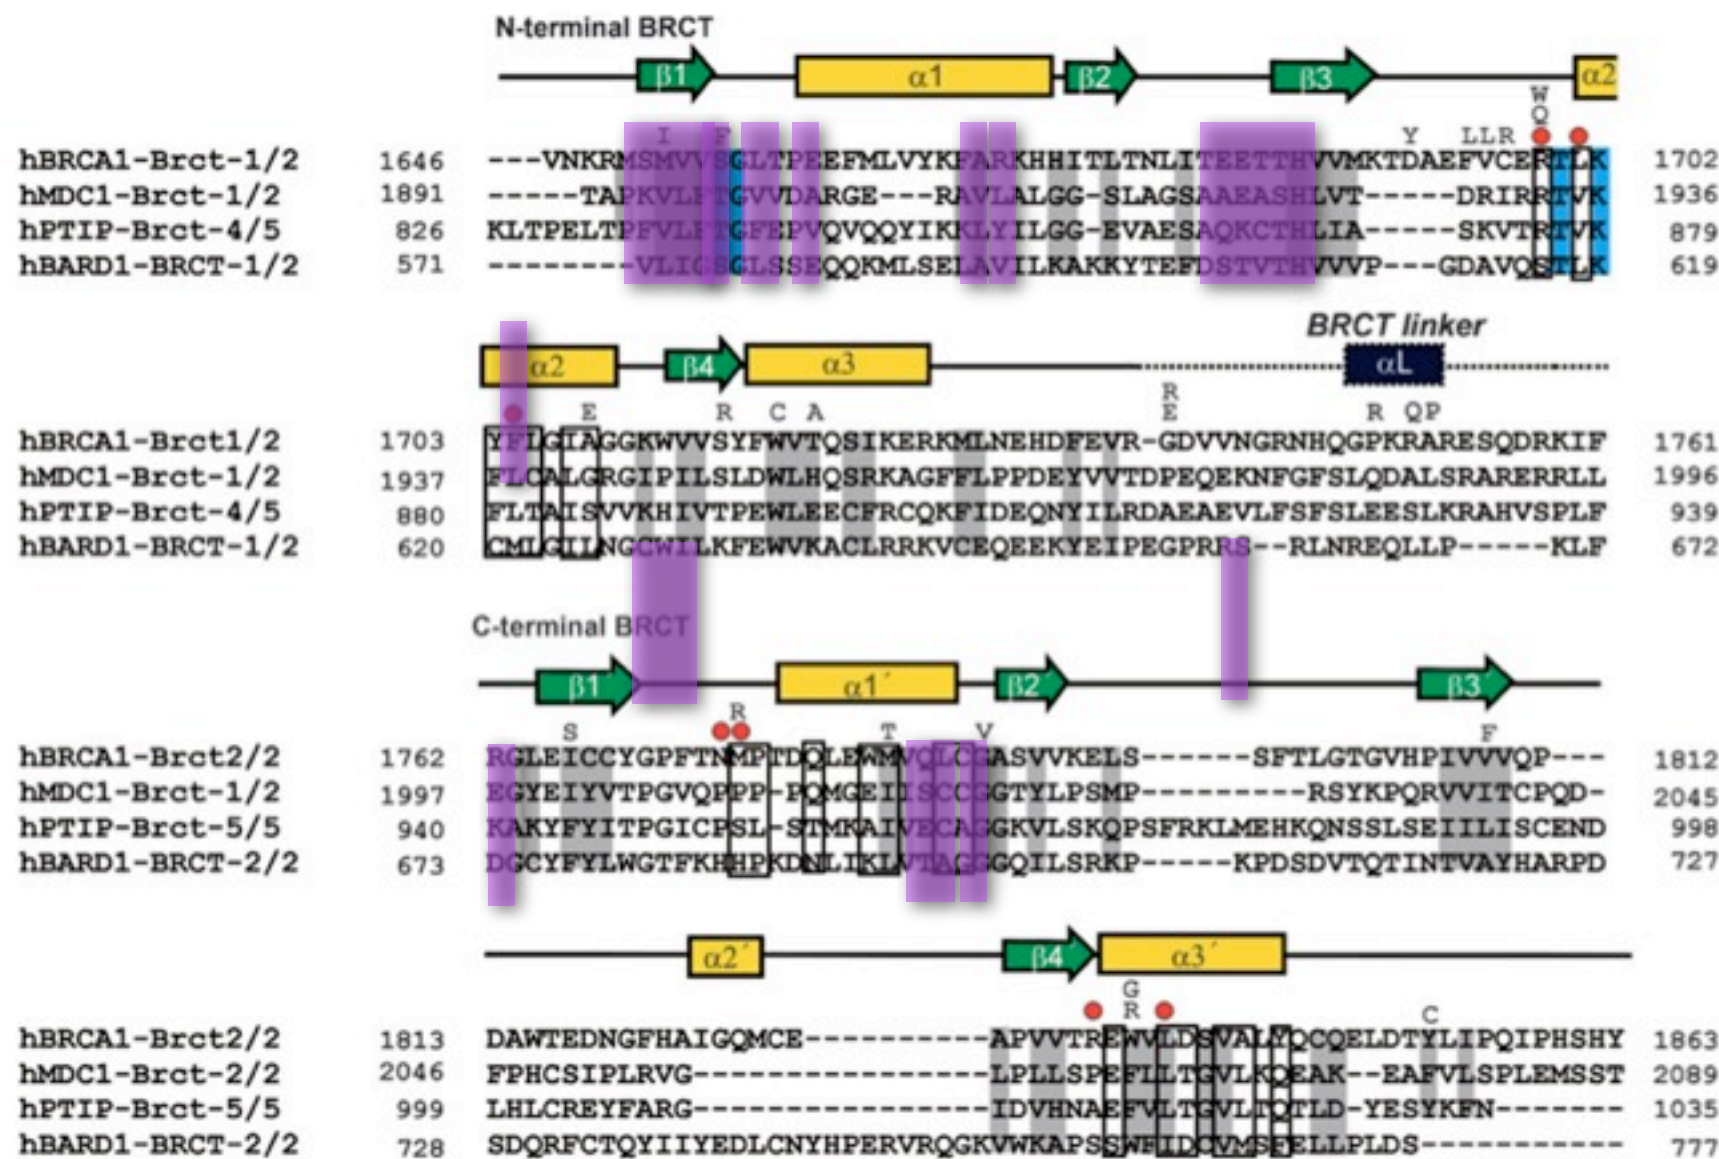 N-terminal BRCT
β1 α1 β2 β3 α2
W
I F Y LLR Q
hBRCA1-Brct-1/2 1646 ---VNKRMSMVVSGLTPEEFMLVYKFARKHHITLTNLITEETTHVVMKTDAEFVCERTLK 1702
hMDC1-Brct-1/2 1891 -----TAPKVLFTGVVDARGE---RAVLALGG-SLAGSAAEASHLVT-----DRIRRTVK 1936
hPTIP-Brct-4/5 826 KLTPELTPFVLFTGFEPVQVQQYIKKLYILGG-EVAESAQKCTHLIA-----SKVTRTVK 879
hBARD1-BRCT-1/2 571 --------VLIGSGLSSEQQKMLSELAVILKAKKYTEFDSTVTHVVVP---GDAVQSTLK 619
BRCT linker
α2 β4 α3 αL
R
E R C A E R QP
hBRCA1-Brct1/2 1703 YFLGIAGGKWVVSYFWVTQSIKERKMLNEHDFEVR-GDVVNGRNHQGPKRARESQDRKIF 1761
hMDC1-Brct-1/2 1937 FLCALGRGIPILSLDWLHQSRKAGFFLPPDEYVVTDPEQEKNFGFSLQDALSRARERRLL 1996
hPTIP-Brct-4/5 880 FLTAISVVKHIVTPEWLEECFRCQKFIDEQNYILRDAEAEVLFSFSLEESLKRAHVSPLF 939
hBARD1-BRCT-1/2 620 CMLGILNGCWILKFEWVKACLRRKVCEQEEKYEIPEGPRRS--RLNREQLLP-----KLF 672
C-terminal BRCT
β1´ α1´ β2´ β3´
R
S T V F
hBRCA1-Brct2/2 1762 RGLEICCYGPFTNMPTDQLEWMVQLCGASVVKELS------SFTLGTGVHPIVVVQP--- 1812
hMDC1-Brct-1/2 1997 EGYEIYVTPGVQPPP-PQMGEIISCCGGTYLPSMP---------RSYKPQRVVITCPQD- 2045
hPTIP-Brct-5/5 940 KAKYFYITPGICPSL-STMKAIVECAGGKVLSKQPSFRKLMEHKQNSSLSEIILISCEND 998
hBARD1-BRCT-2/2 673 DGCYFYLWGTFKHHPKDNLIKLVTAGGGQILSRKP------KPDSDVTQTINTVAYHARPD 727
α2´ β4´ α3´
G
R C
hBRCA1-Brct2/2 1813 DAWTEDNGFHAIGQMCE----------APVVTREWVLDSVALYQCQELDTYLIPQIPHSHY 1863
hMDC1-Brct-2/2 2046 FPHCSIPLRVG----------------LPLLSPEFLLTGVLKQEAK--EAFVLSPLEMSST 2089
hPTIP-Brct-5/5 999 LHLCREYFARG----------------IDVHNAEFVLTGVLTQTLD-YESYKFN------- 1035
hBARD1-BRCT-2/2 728 SDQRFCTQYIIYEDLCNYHPERVRQGKVWKAPSSWFIDCVMSFELLPLDS----------- 777